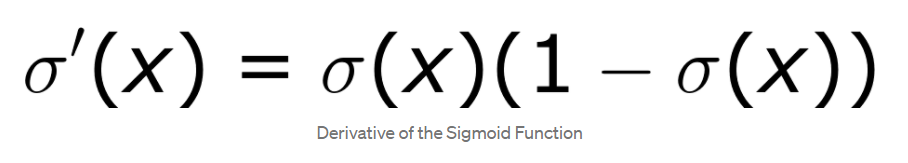 σ′(x) = σ(x)(1 − σ(x))
Derivative of the Sigmoid Function